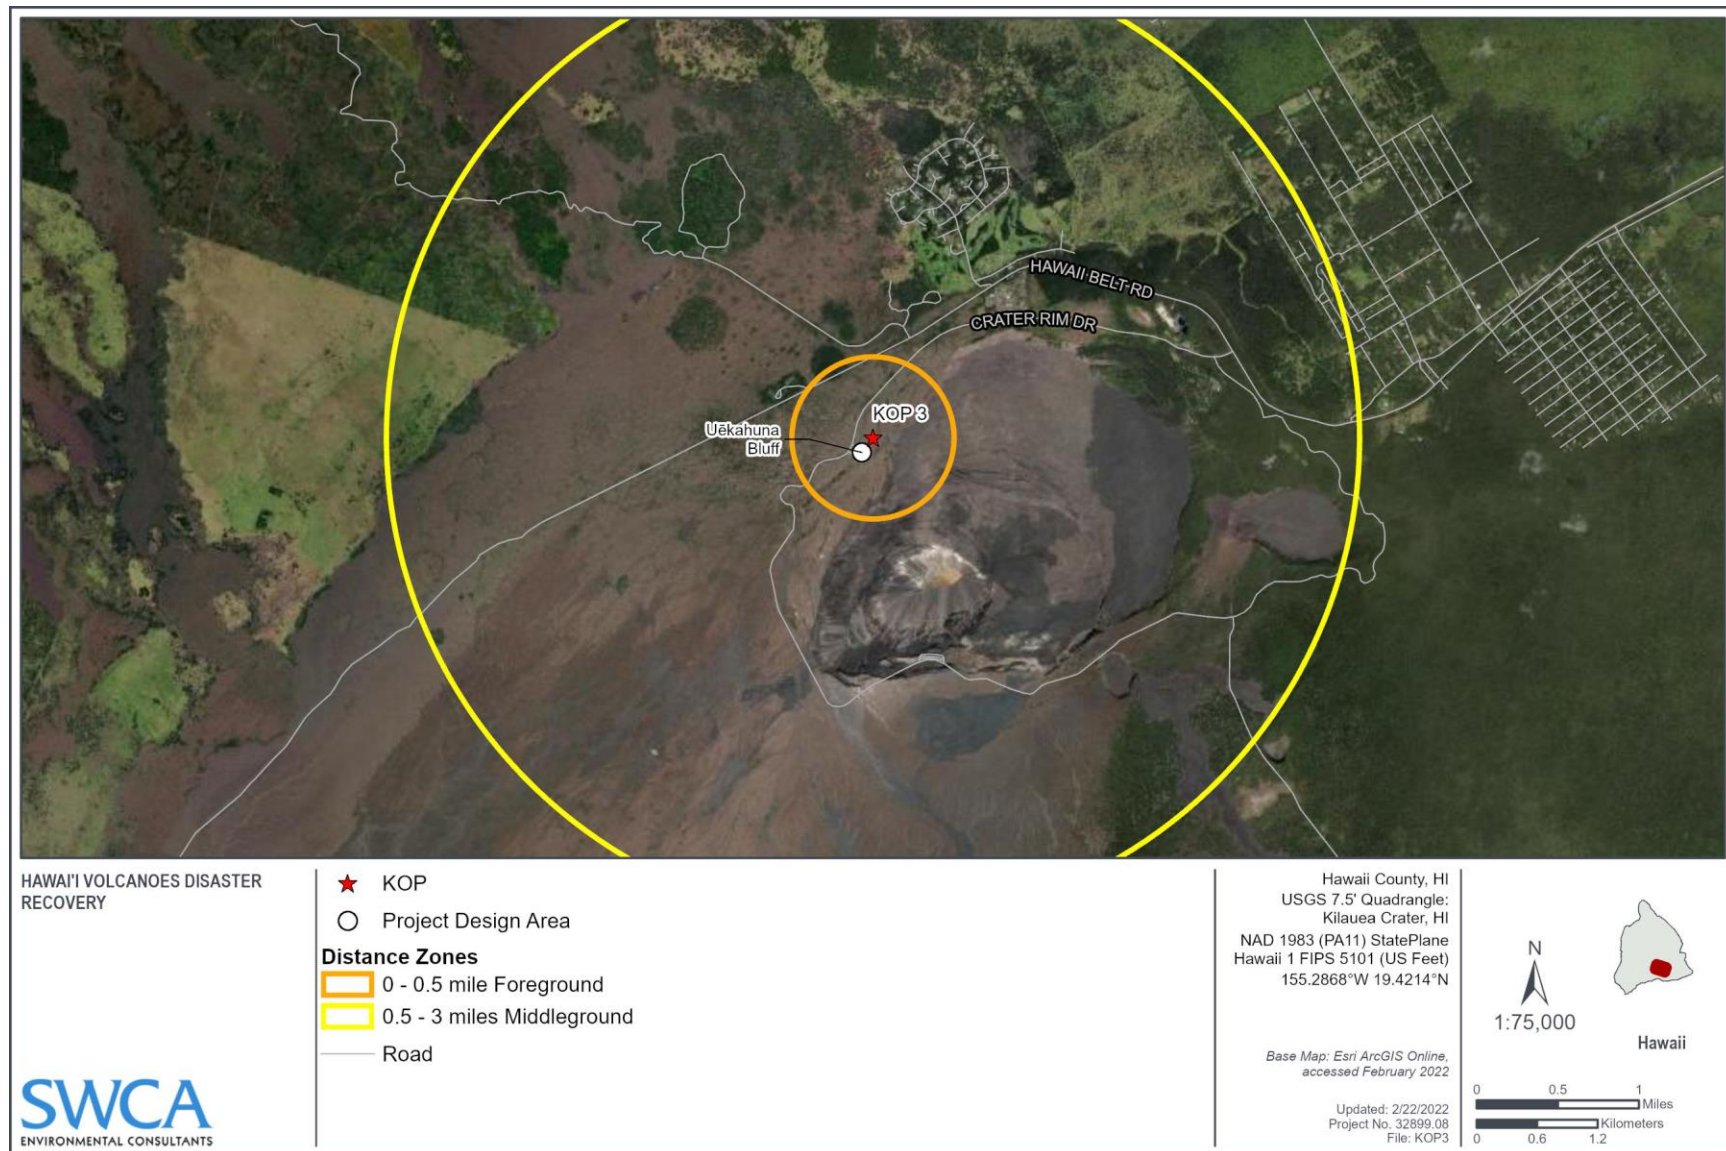 HAWAII BELT RD
CRATER RIM DR
KOP 3
Uēkahuna
Bluff
HAWAI'I VOLCANOES DISASTER
RECOVERY
SWCA
ENVIRONMENTAL CONSULTANTS
KOP
Project Design Area
Distance Zones
0 - 0.5 mile Foreground
0.5 - 3 miles Middleground
Road
Hawaii County, HI
USGS 7.5' Quadrangle:
Kilauea Crater, HI
NAD 1983 (PA11) StatePlane
Hawaii 1 FIPS 5101 (US Feet)
155.2868°W 19.4214°N
Base Map: Esri ArcGIS Online,
accessed February 2022
Updated: 2/22/2022
Project No. 32899.08
File: KOP3
N
1:75,000
Hawaii
0 0.5 1
Miles
Kilometers
0 0.6 1.2